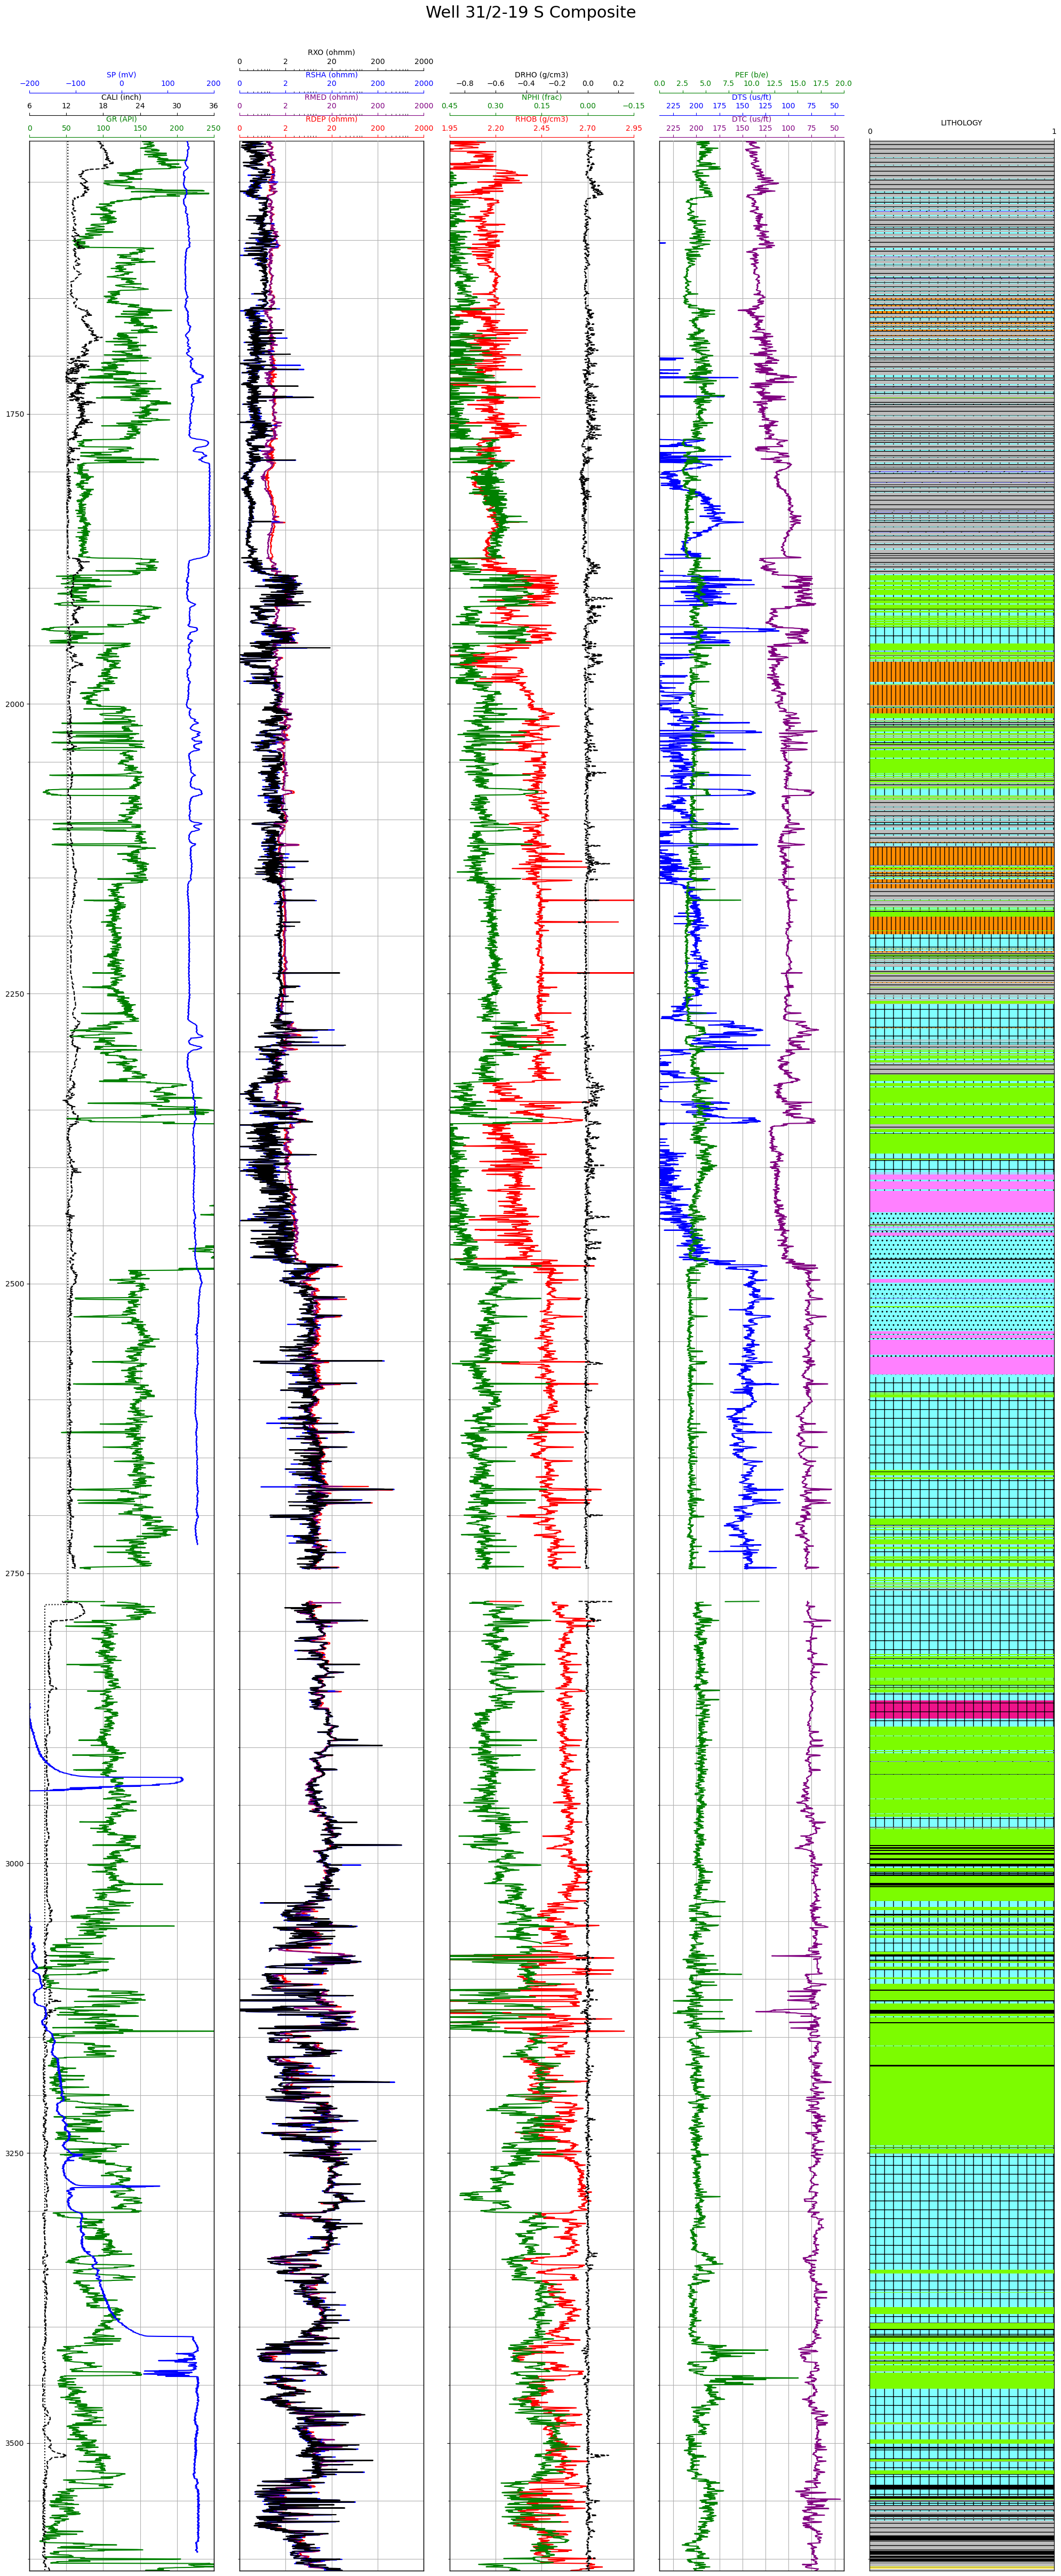 Well 31/2-19 S Composite
RXO (ohmm)
0 2 20 200 2000
SP (mV) RSHA (ohmm) DRHO (g/cm3) PEF (b/e)
−200 −100 0 100 200 0 2 20 200 2000 −0.8 −0.6 −0.4 −0.2 0.0 0.2 0.0 2.5 5.0 7.5 10.0 12.5 15.0 17.5 20.0
CALI (inch) RMED (ohmm) NPHI (frac) DTS (us/ft)
6 12 18 24 30 36 0 2 20 200 2000 0.45 0.30 0.15 0.00 −0.15 225 200 175 150 125 100 75 50
GR (API) RDEP (ohmm) RHOB (g/cm3) DTC (us/ft) LITHOLOGY
0 50 100 150 200 250 0 2 20 200 2000 1.95 2.20 2.45 2.70 2.95 225 200 175 150 125 100 75 50 0 1
1750
2000
2250
2500
2750
3000
3250
3500